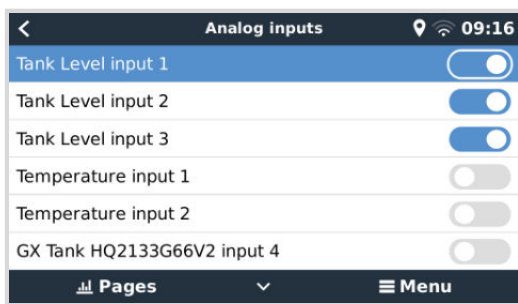 Analog inputs 09:16
Tank Level input 1
Tank Level input 2
Tank Level input 3
Temperature input 1
Temperature input 2
GX Tank HQ2133G66V2 input 4
Pages Menu